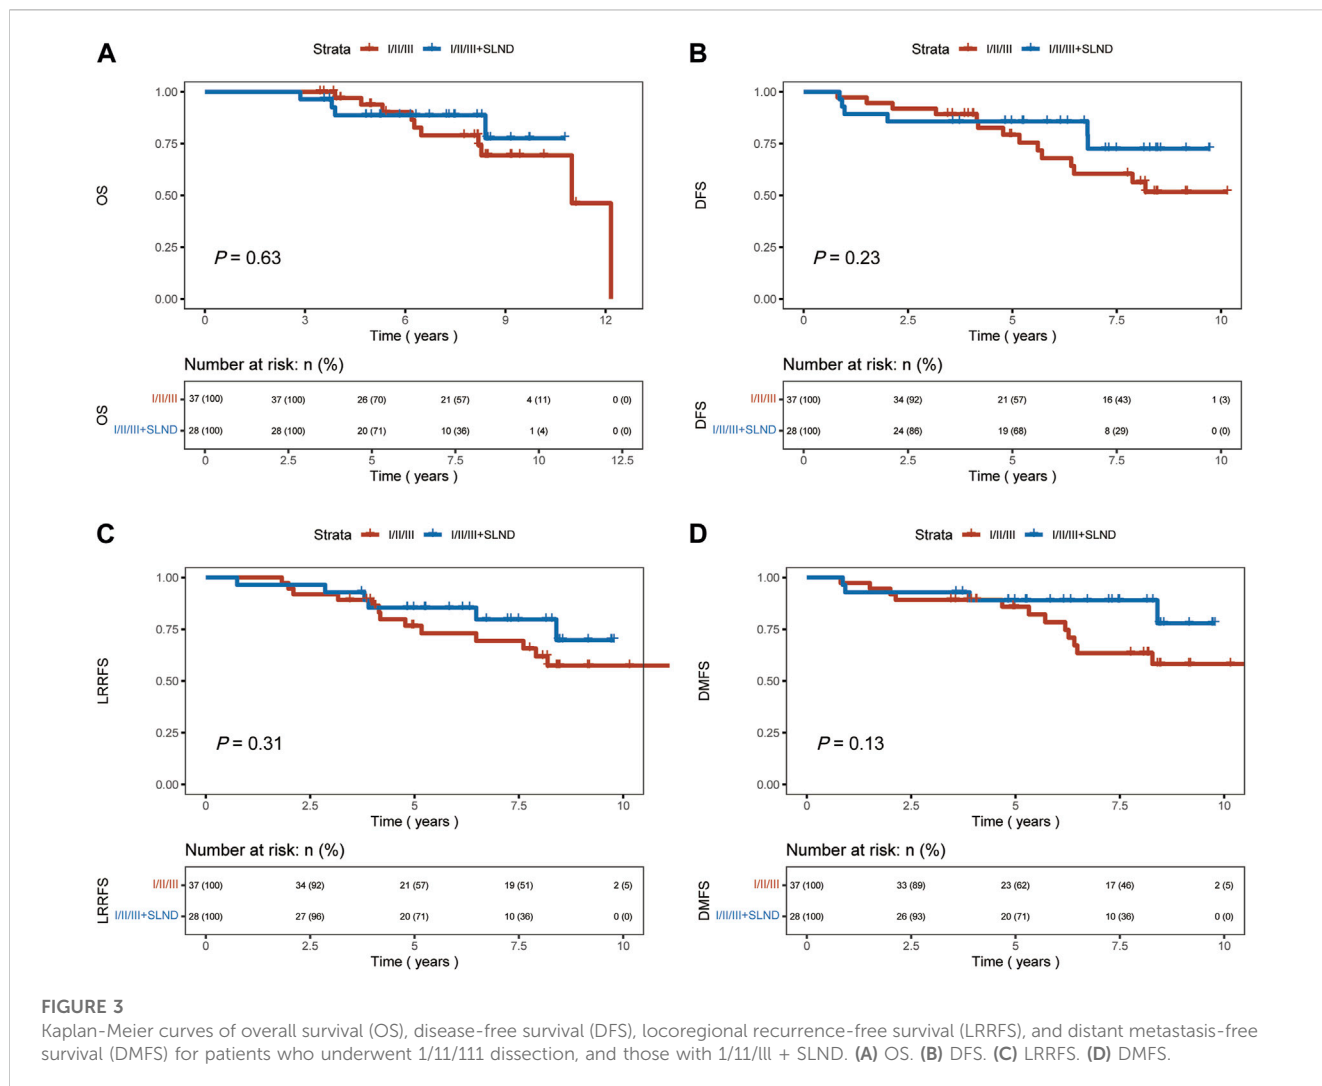 A
Strata I/II/III I/II/III+SLND
1.00
0.75
0.50
0.25
0.00
OS
P = 0.63
0 3 6 9 12
Time ( years )
Number at risk: n (%)
OS
I/II/III 37 (100) 37 (100) 26 (70) 21 (57) 4 (11) 0 (0)
I/II/III+SLND 28 (100) 28 (100) 20 (71) 10 (36) 1 (4) 0 (0)
0 2.5 5 7.5 10 12.5
Time ( years )
B
Strata I/II/III I/II/III+SLND
1.00
0.75
0.50
0.25
0.00
DFS
P = 0.23
0 2.5 5 7.5 10
Time ( years )
Number at risk: n (%)
DFS
I/II/III 37 (100) 34 (92) 21 (57) 16 (43) 1 (3)
I/II/III+SLND 28 (100) 24 (86) 19 (68) 8 (29) 0 (0)
0 2.5 5 7.5 10
Time ( years )
C
Strata I/II/III I/II/III+SLND
1.00
0.75
0.50
0.25
0.00
LRRFS
P = 0.31
0 2.5 5 7.5 10
Time ( years )
Number at risk: n (%)
LRRFS
I/II/III 37 (100) 34 (92) 21 (57) 19 (51) 2 (5)
I/II/III+SLND 28 (100) 27 (96) 20 (71) 10 (36) 0 (0)
0 2.5 5 7.5 10
Time ( years )
D
Strata I/II/III I/II/III+SLND
1.00
0.75
0.50
0.25
0.00
DMFS
P = 0.13
0 2.5 5 7.5 10
Time ( years )
Number at risk: n (%)
DMFS
I/II/III 37 (100) 33 (89) 23 (62) 17 (46) 2 (5)
I/II/III+SLND 28 (100) 26 (93) 20 (71) 10 (36) 0 (0)
0 2.5 5 7.5 10
Time ( years )
FIGURE 3
Kaplan-Meier curves of overall survival (OS), disease-free survival (DFS), locoregional recurrence-free survival (LRRFS), and distant metastasis-free
survival (DMFS) for patients who underwent 1/11/111 dissection, and those with 1/11/lll + SLND. (A) OS. (B) DFS. (C) LRRFS. (D) DMFS.